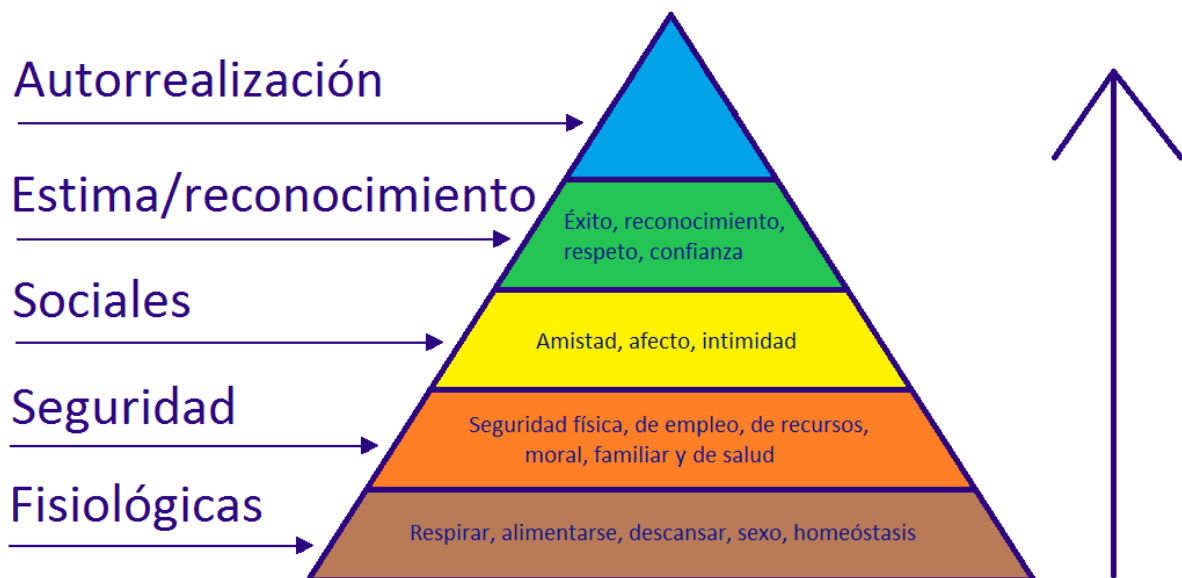 Autorrealización
Estima/reconocimiento
Éxito, reconocimiento,
respeto, confianza
Sociales
Amistad, afecto, intimidad
Seguridad
Seguridad física, de empleo, de recursos,
moral, familiar y de salud
Fisiológicas
Respirar, alimentarse, descansar, sexo, homeóstasis